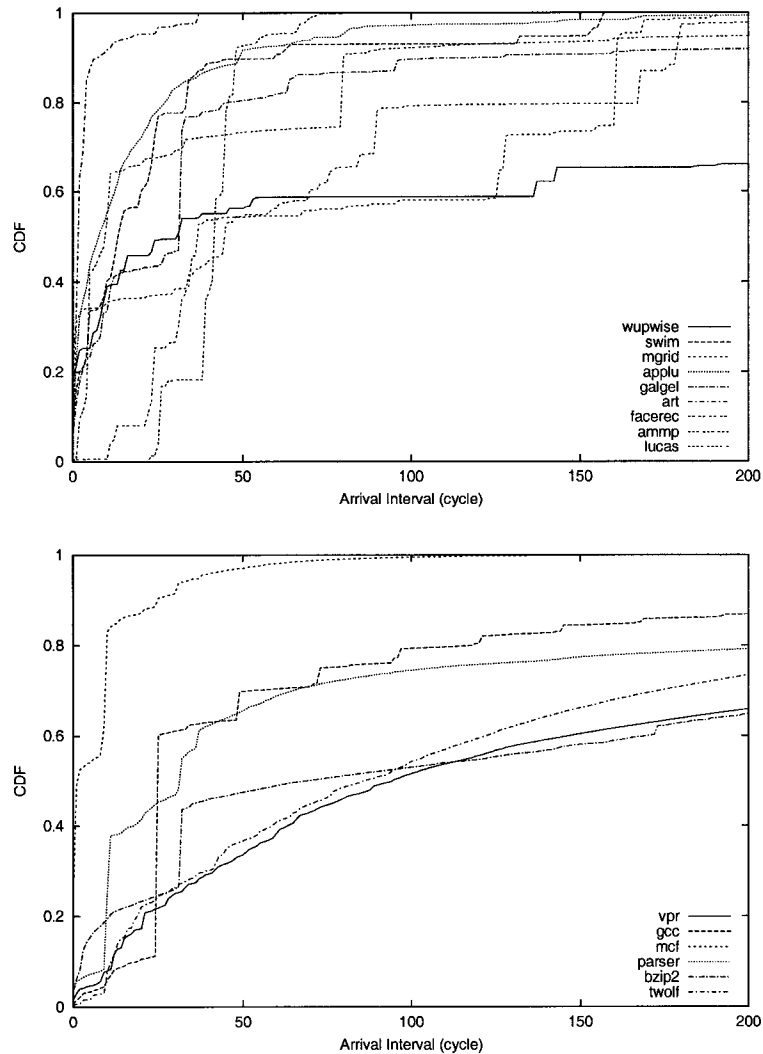 1
0.8
0.6
CDF
0.4
0.2
0
wupwise
swim
mgrid
applu
galgel
art
facerec
ammp
lucas
0 50 100 150 200
Arrival Interval (cycle)
1
0.8
0.6
CDF
0.4
0.2
0
vpr
gcc
mcf
parser
bzip2
twolf
0 50 100 150 200
Arrival Interval (cycle)